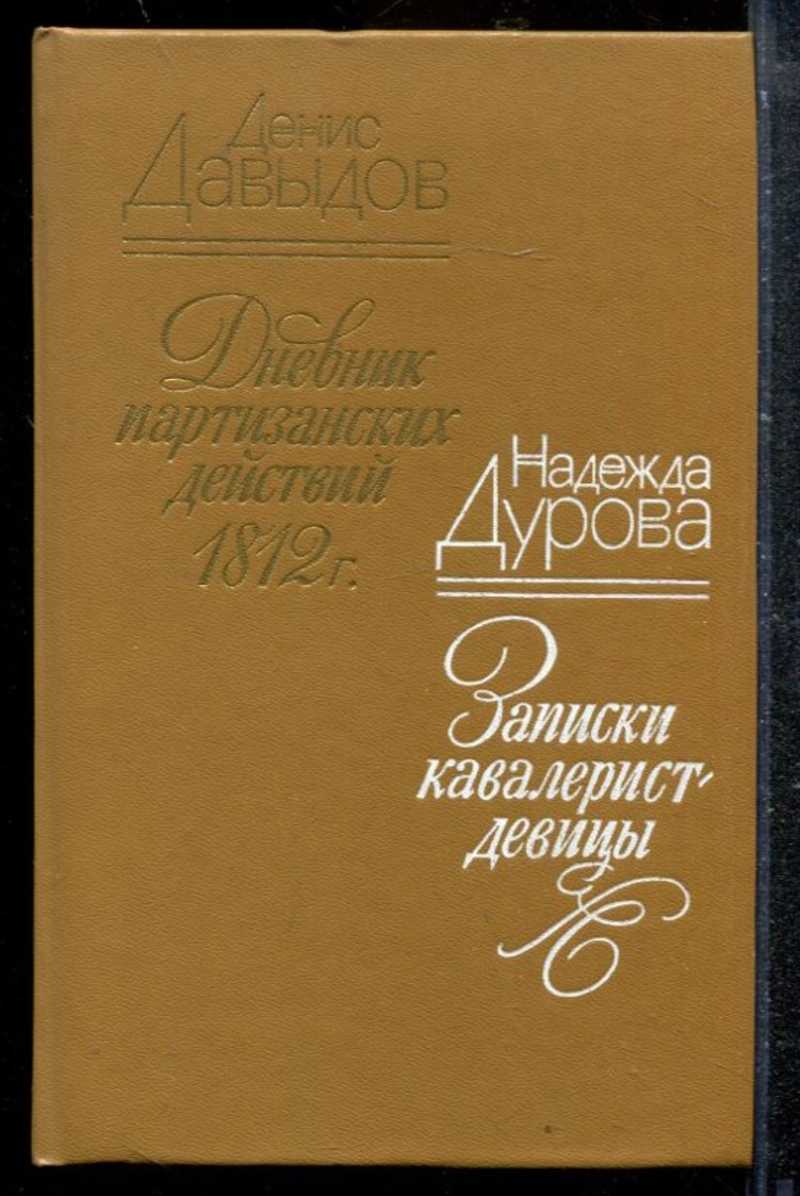 Денис
Давыдов
Дневник
партизанских
действий
1812 г.
Надежда
Дурова
Записки
кавалерист-
девицы